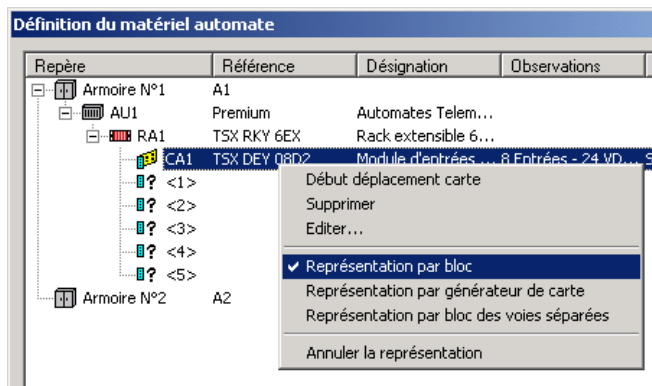 Définition du matériel automate
Repère Référence Désignation Observations
Armoire N°1 A1
AU1 Premium Automates Telem...
RA1 TSX RKY 6EX Rack extensible 6...
CA1 TSX DEY 08D2 Module d'entrées ... 8 Entrées - 24 VD... S
? <1>
? <2>
? <3>
? <4>
? <5>
Armoire N°2 A2
Début déplacement carte
Supprimer
Editer...
Représentation par bloc
Représentation par générateur de carte
Représentation par bloc des voies séparées
Annuler la représentation